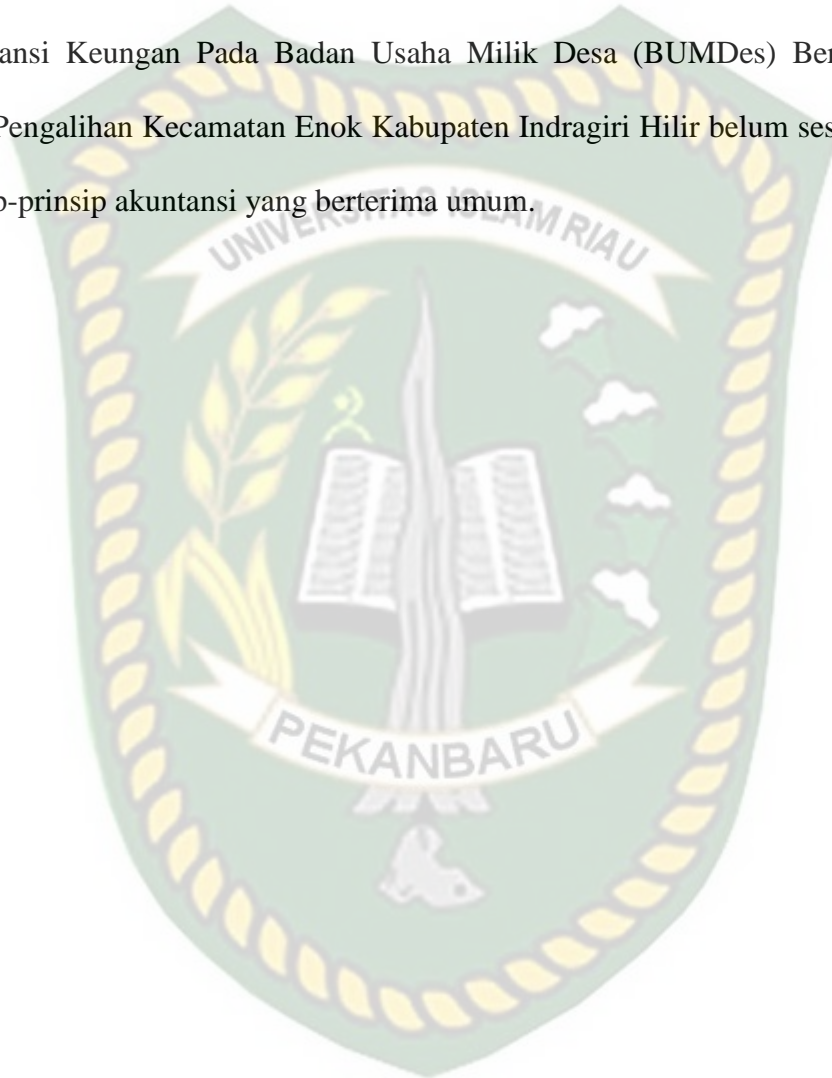 ansi Keungan Pada Badan Usaha Milik Desa (BUMDes) Ber
Pengalihan Kecamatan Enok Kabupaten Indragiri Hilir belum ses
-prinsip akuntansi yang berterima umum.
UNIVERSITAS ISLAM RIAU
PEKANBARU